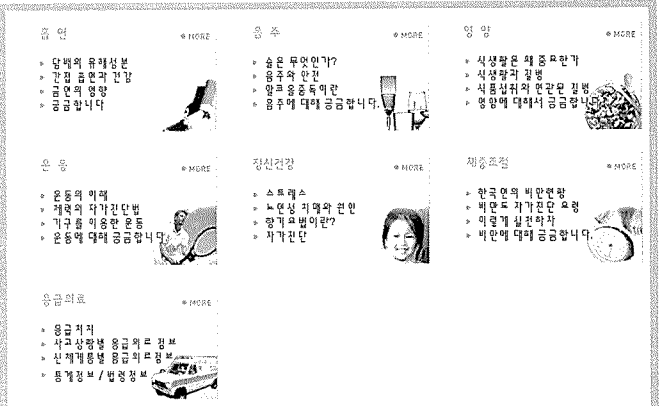 흡 연
MORE
» 담배의 유해성분
» 간접 흡연과 건강
» 금연의 영향
» 궁금합니다
음 주
MORE
» 술은 무엇인가?
» 음주와 안전
» 알코올중독이란
» 음주에 대해 궁금합니다.
영 양
MORE
» 식생활은 왜 중요한가
» 식생활과 질병
» 식품섭취와 연관된 질병
» 영양에 대해서 궁금합니다
운 동
MORE
» 운동의 이해
» 체력의 자가진단법
» 기구를 이용한 운동
» 운동에 대해 궁금합니다
정신건강
MORE
» 스트레스
» 노인성 치매와 원인
» 향기요법이란?
» 자가진단
체중조절
MORE
» 한국인의 비만현황
» 비만도 자가진단 요령
» 이렇게 실천하자
» 비만에 대해 궁금합니다
응급의료
MORE
» 응급처치
» 사고상황별 응급의료 정보
» 신체계통별 응급의료정보
» 통계정보 / 법령정보